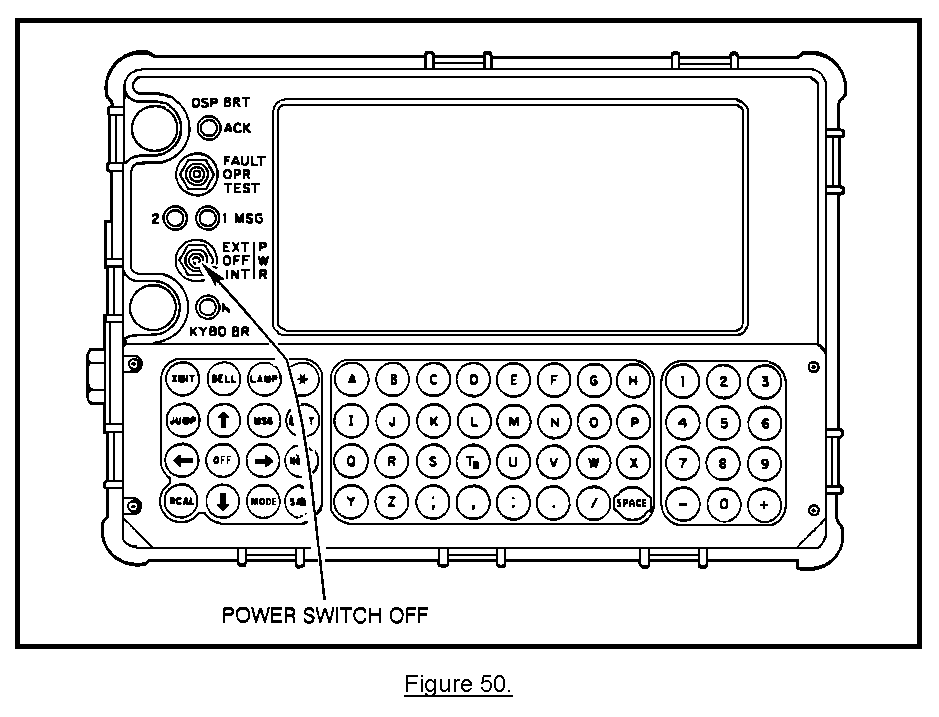 DSP BRT
ACK
FAULT
OPR
TEST
2 1 MSG
EXT P
OFF W
INT R
KYBD BR
XMIT BELL LAMP * A B C D E F G H 1 2 3
JUMP ↑ MSG I J K L M N O P 4 5 6
← OFF → Q R S T U V W X 7 8 9
RCAL ↓ MODE Y Z ; , : . / SPACE - 0 +
POWER SWITCH OFF
Figure 50.